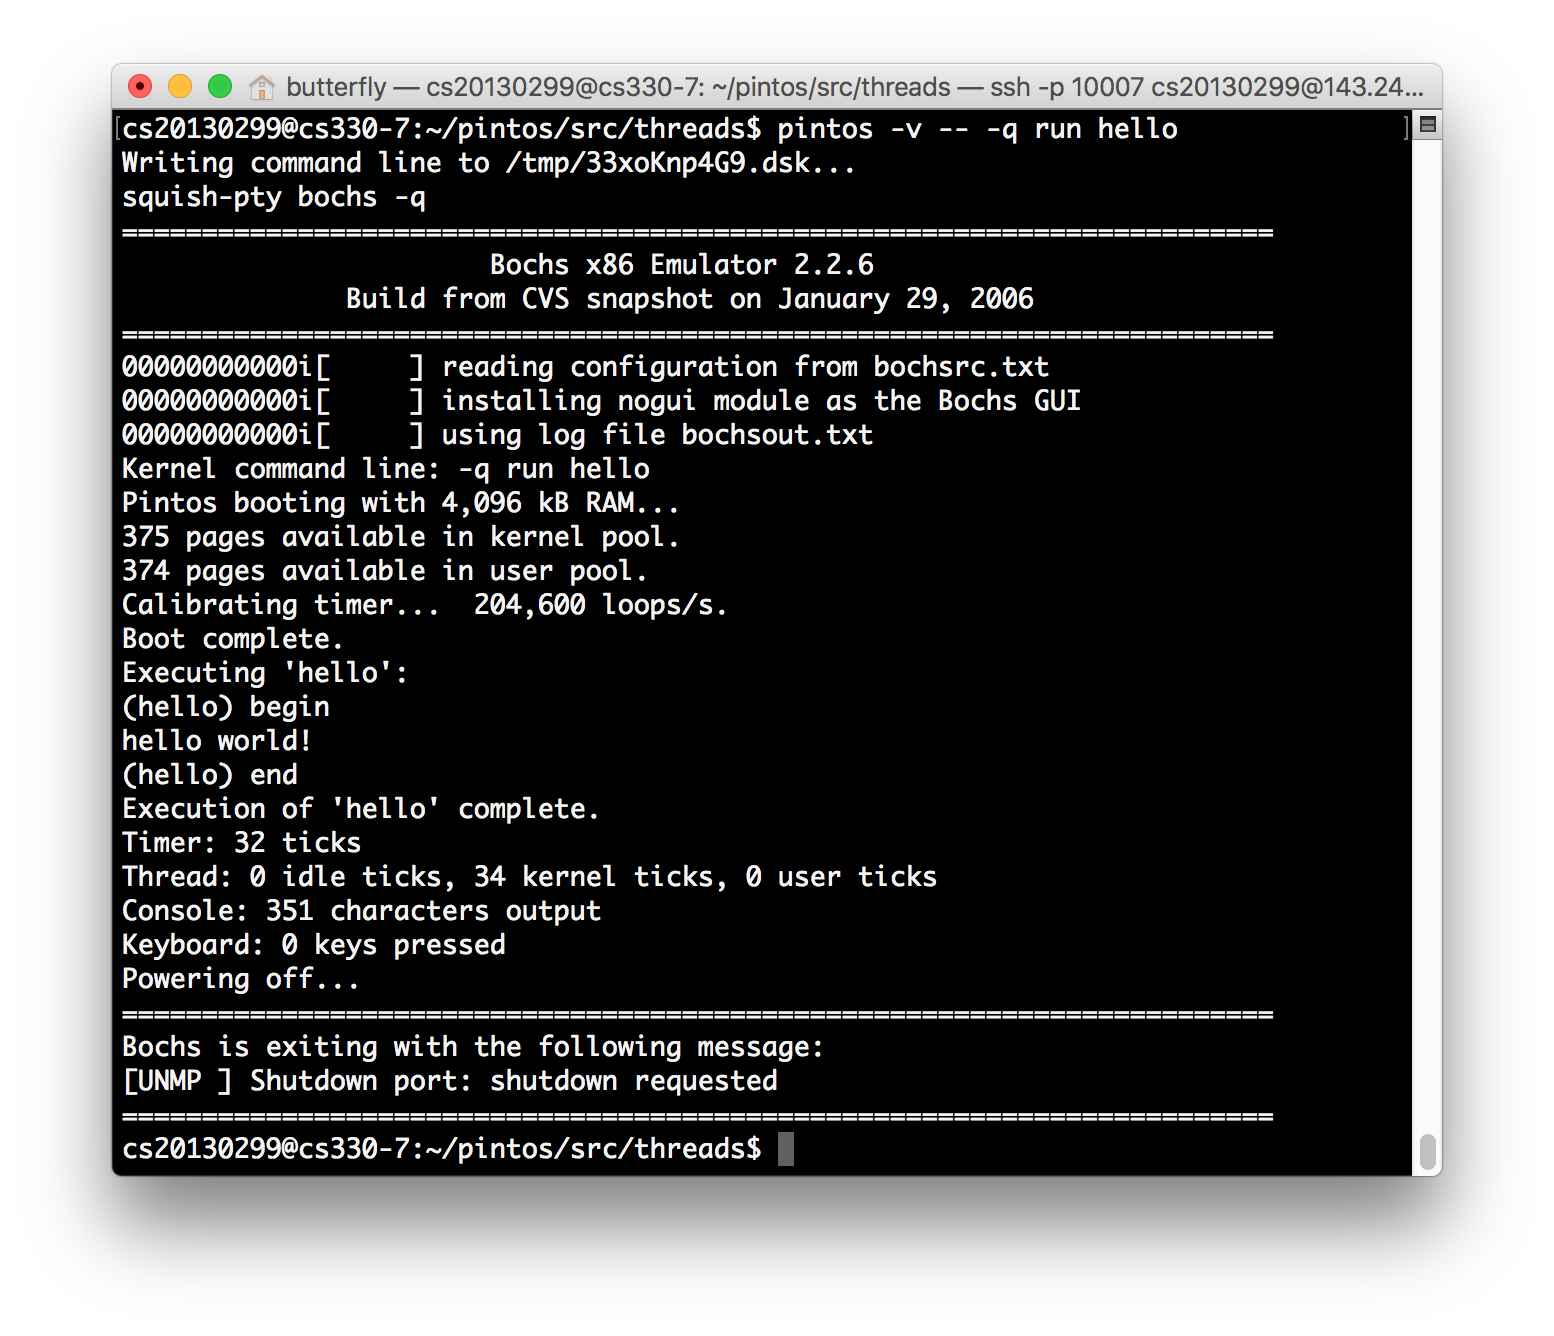 butterfly — cs20130299@cs330-7: ~/pintos/src/threads — ssh -p 10007 cs20130299@143.24...
[cs20130299@cs330-7:~/pintos/src/threads$ pintos -v -- -q run hello ]
Writing command line to /tmp/33xoKnp4G9.dsk...
squish-pty bochs -q
========================================================================
Bochs x86 Emulator 2.2.6
Build from CVS snapshot on January 29, 2006
========================================================================
00000000000i[     ] reading configuration from bochsrc.txt
00000000000i[     ] installing nogui module as the Bochs GUI
00000000000i[     ] using log file bochsout.txt
Kernel command line: -q run hello
Pintos booting with 4,096 kB RAM...
375 pages available in kernel pool.
374 pages available in user pool.
Calibrating timer...  204,600 loops/s.
Boot complete.
Executing 'hello':
(hello) begin
hello world!
(hello) end
Execution of 'hello' complete.
Timer: 32 ticks
Thread: 0 idle ticks, 34 kernel ticks, 0 user ticks
Console: 351 characters output
Keyboard: 0 keys pressed
Powering off...
========================================================================
Bochs is exiting with the following message:
[UNMP ] Shutdown port: shutdown requested
========================================================================
cs20130299@cs330-7:~/pintos/src/threads$